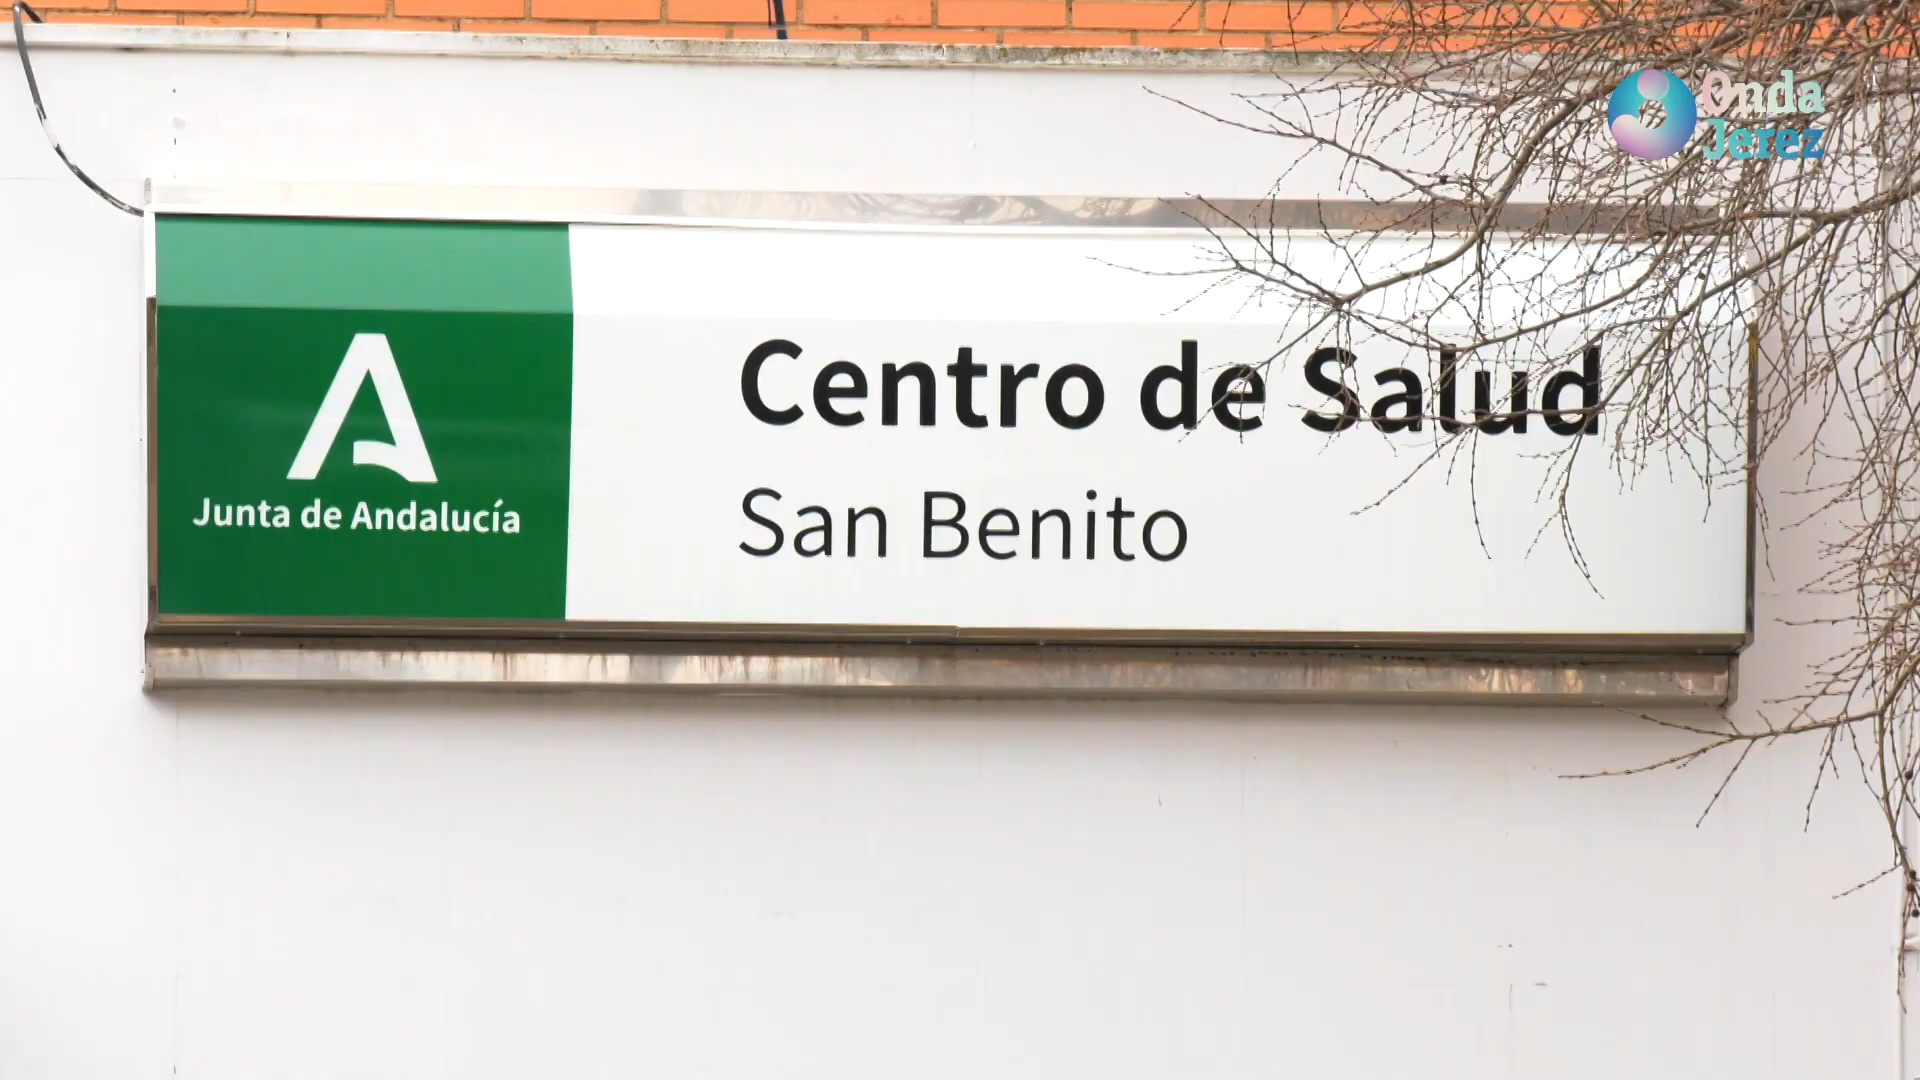 Onda
Jerez
Centro de Salud
San Benito
Junta de Andalucía